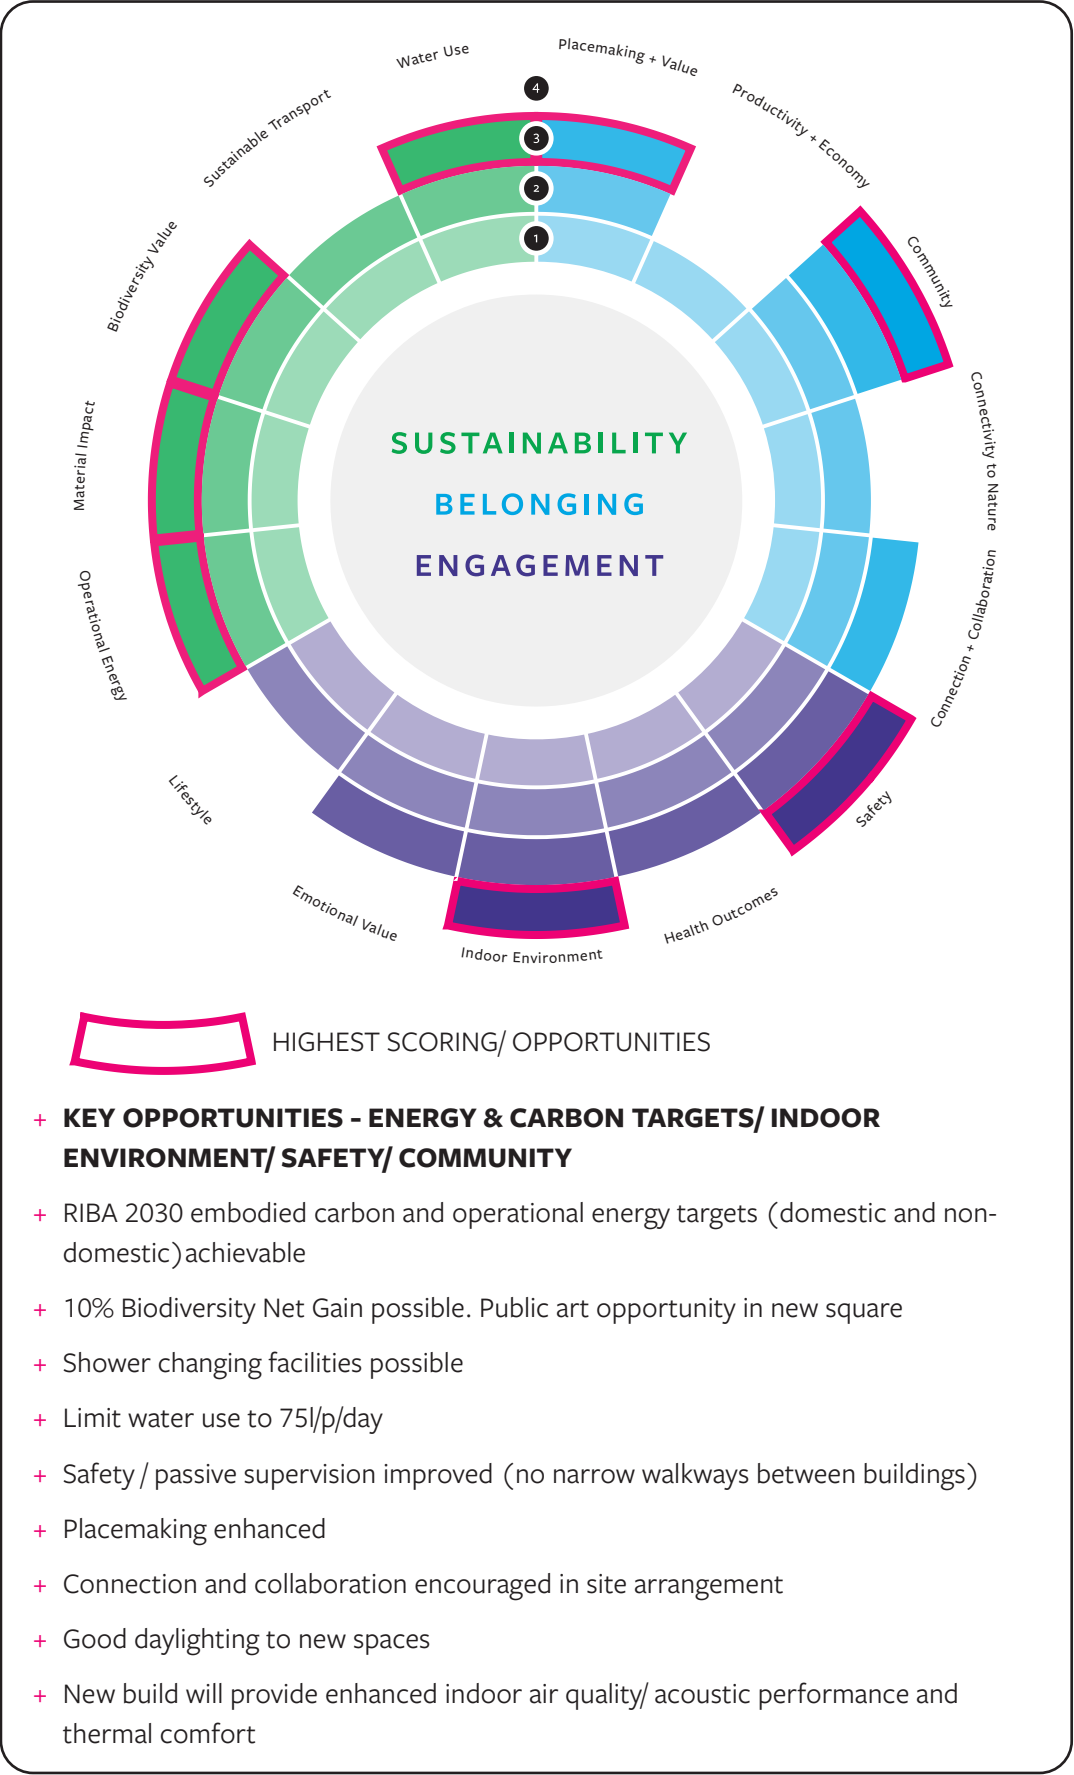 Water Use
Placemaking + Value
Sustainable Transport
Productivity + Economy
Biodiversity Value
Community
Material Impact
Connectivity to Nature
Operational Energy
Connection + Collaboration
Lifestyle
Safety
Emotional Value
Health Outcomes
Indoor Environment
4
3
2
1
SUSTAINABILITY
BELONGING
ENGAGEMENT
HIGHEST SCORING/ OPPORTUNITIES
+ KEY OPPORTUNITIES - ENERGY & CARBON TARGETS/ INDOOR
ENVIRONMENT/ SAFETY/ COMMUNITY
+ RIBA 2030 embodied carbon and operational energy targets (domestic and non-
domestic)achievable
+ 10% Biodiversity Net Gain possible. Public art opportunity in new square
+ Shower changing facilities possible
+ Limit water use to 75l/p/day
+ Safety / passive supervision improved (no narrow walkways between buildings)
+ Placemaking enhanced
+ Connection and collaboration encouraged in site arrangement
+ Good daylighting to new spaces
+ New build will provide enhanced indoor air quality/ acoustic performance and
thermal comfort